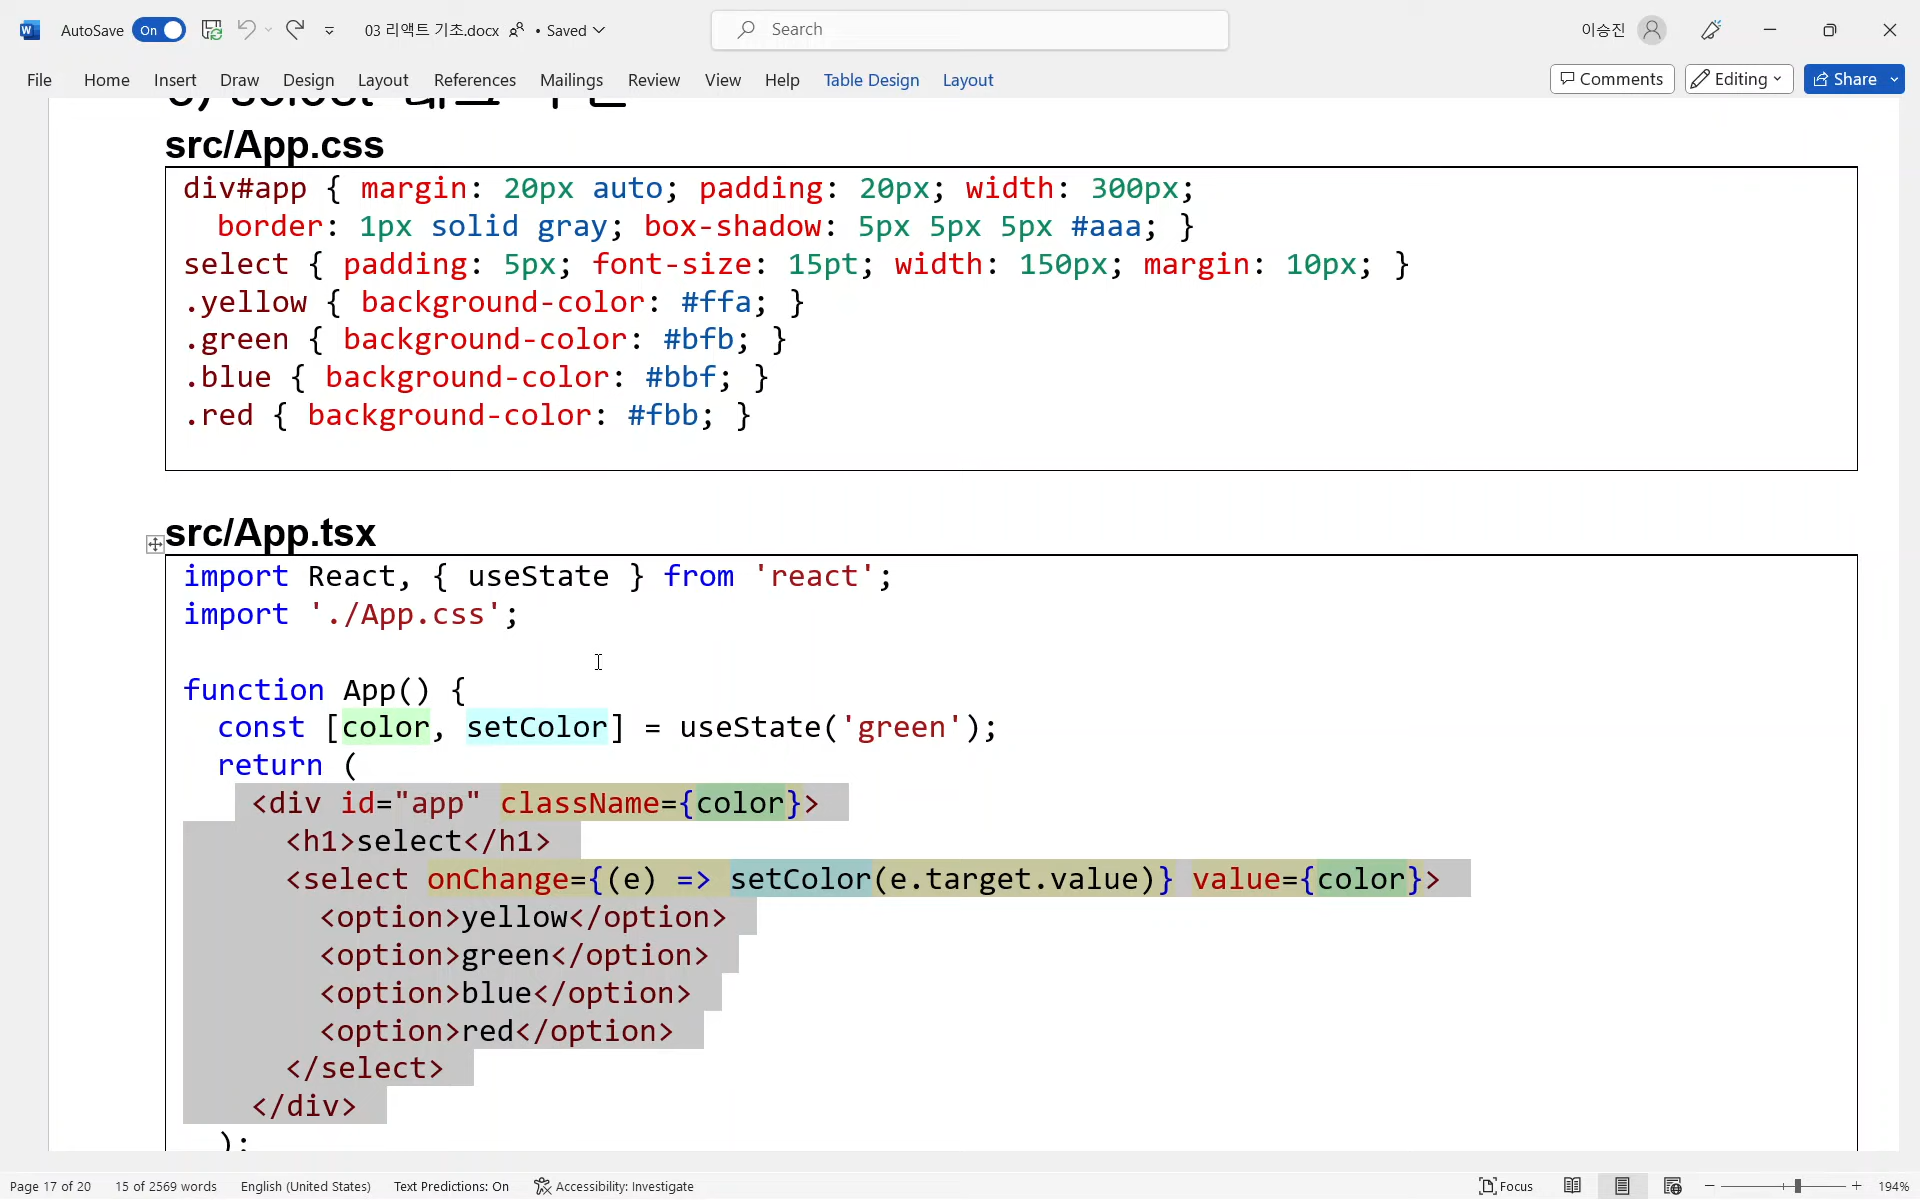 AutoSave On 03 리액트 기초.docx • Saved Search 이승진
File Home Insert Draw Design Layout References Mailings Review View Help Table Design Layout Comments Editing Share
src/App.css
div#app { margin: 20px auto; padding: 20px; width: 300px;
border: 1px solid gray; box-shadow: 5px 5px 5px #aaa; }
select { padding: 5px; font-size: 15pt; width: 150px; margin: 10px; }
.yellow { background-color: #ffa; }
.green { background-color: #bfb; }
.blue { background-color: #bbf; }
.red { background-color: #fbb; }
src/App.tsx
import React, { useState } from 'react';
import './App.css';
function App() {
const [color, setColor] = useState('green');
return (
<div id="app" className={color}>
<h1>select</h1>
<select onChange={(e) => setColor(e.target.value)} value={color}>
<option>yellow</option>
<option>green</option>
<option>blue</option>
<option>red</option>
</select>
</div>
);
Page 17 of 20 15 of 2569 words English (United States) Text Predictions: On Accessibility: Investigate Focus 194%